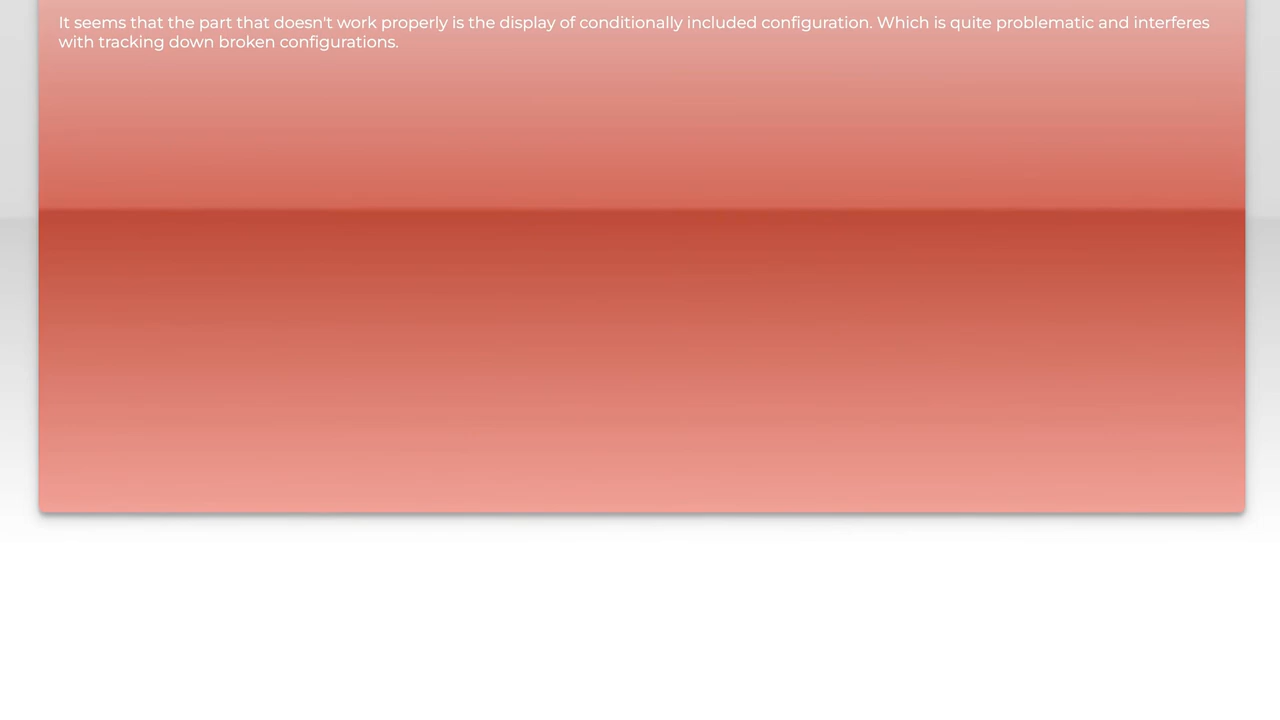 It seems that the part that doesn't work properly is the display of conditionally included configuration. Which is quite problematic and interferes
with tracking down broken configurations.